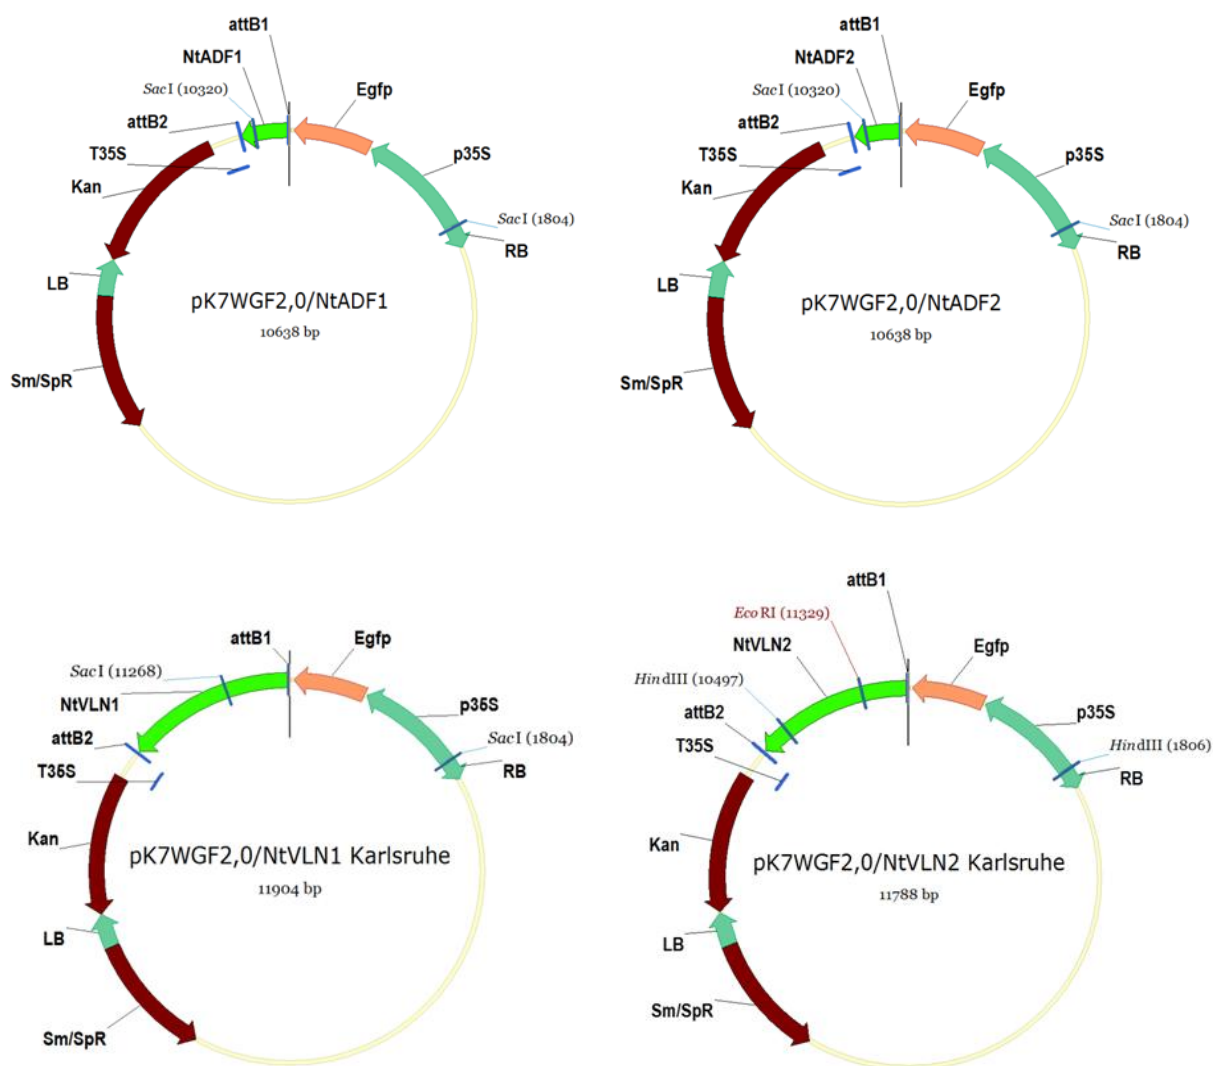 attB1
NtADF1
SacI (10320)
Egfp
attB2
T35S
p35S
Kan
SacI (1804)
RB
LB
pK7WGF2,0/NtADF1
10638 bp
Sm/SpR
attB1
NtADF2
SacI (10320)
Egfp
attB2
T35S
p35S
Kan
SacI (1804)
RB
LB
pK7WGF2,0/NtADF2
10638 bp
Sm/SpR
attB1
Egfp
SacI (11268)
NtVLN1
p35S
attB2
SacI (1804)
T35S
RB
Kan
pK7WGF2,0/NtVLN1 Karlsruhe
11904 bp
LB
Sm/SpR
attB1
EcoRI (11329)
NtVLN2
Egfp
HindIII (10497)
attB2
p35S
T35S
HindIII (1806)
RB
Kan
pK7WGF2,0/NtVLN2 Karlsruhe
11788 bp
LB
Sm/SpR